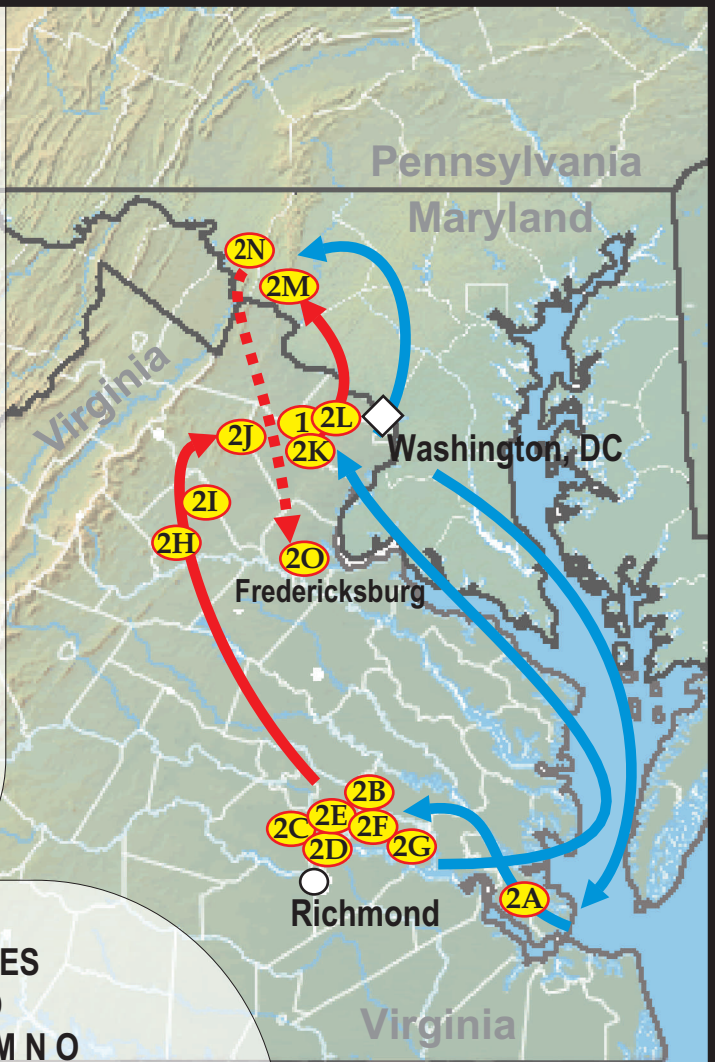 Pennsylvania
Maryland
2N
2M
Virginia
1
2L
2J
2K
Washington, DC
2I
2H
2O
Fredericksburg
2B
2E
2C
2F
2D
2G
2A
Richmond
Virginia
ES
M N O